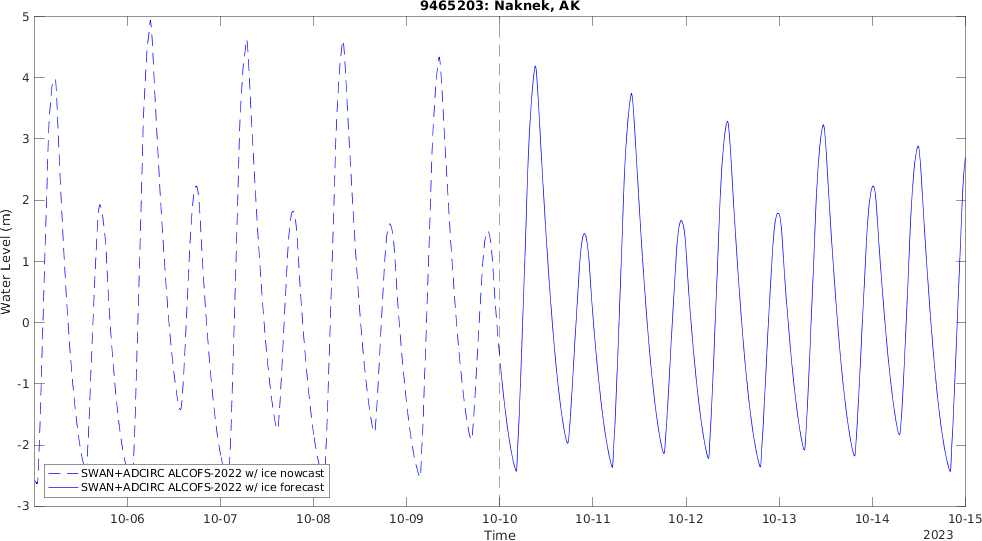 9465203: Naknek, AK
5
4
3
2
1
0
-1
-2
-3
Water Level (m)
SWAN+ADCIRC ALCOFS-2022 w/ ice nowcast
SWAN+ADCIRC ALCOFS-2022 w/ ice forecast
10-06 10-07 10-08 10-09 10-10 10-11 10-12 10-13 10-14 10-15
Time
2023